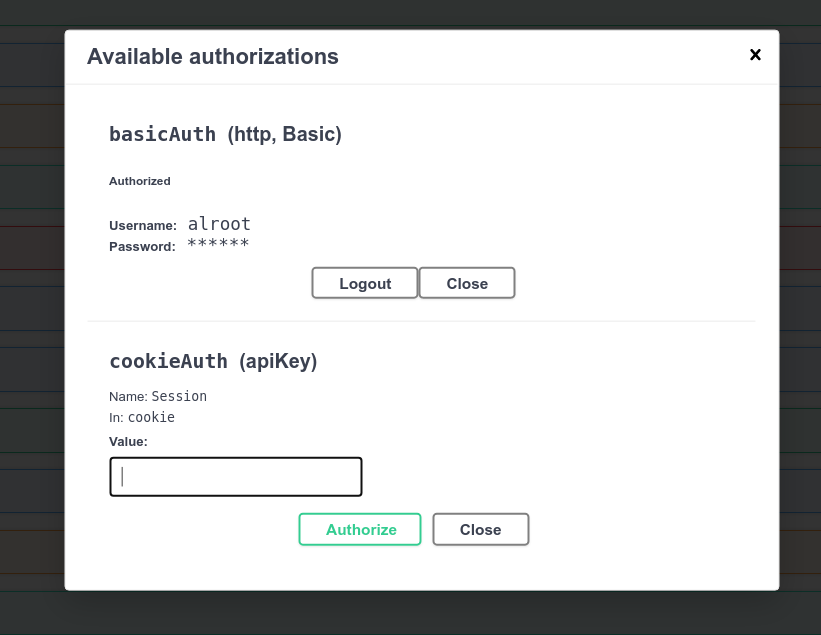 Available authorizations
basicAuth (http, Basic)
Authorized
Username: alroot
Password: ******
Logout Close
cookieAuth (apiKey)
Name: Session
In: cookie
Value:
Authorize Close